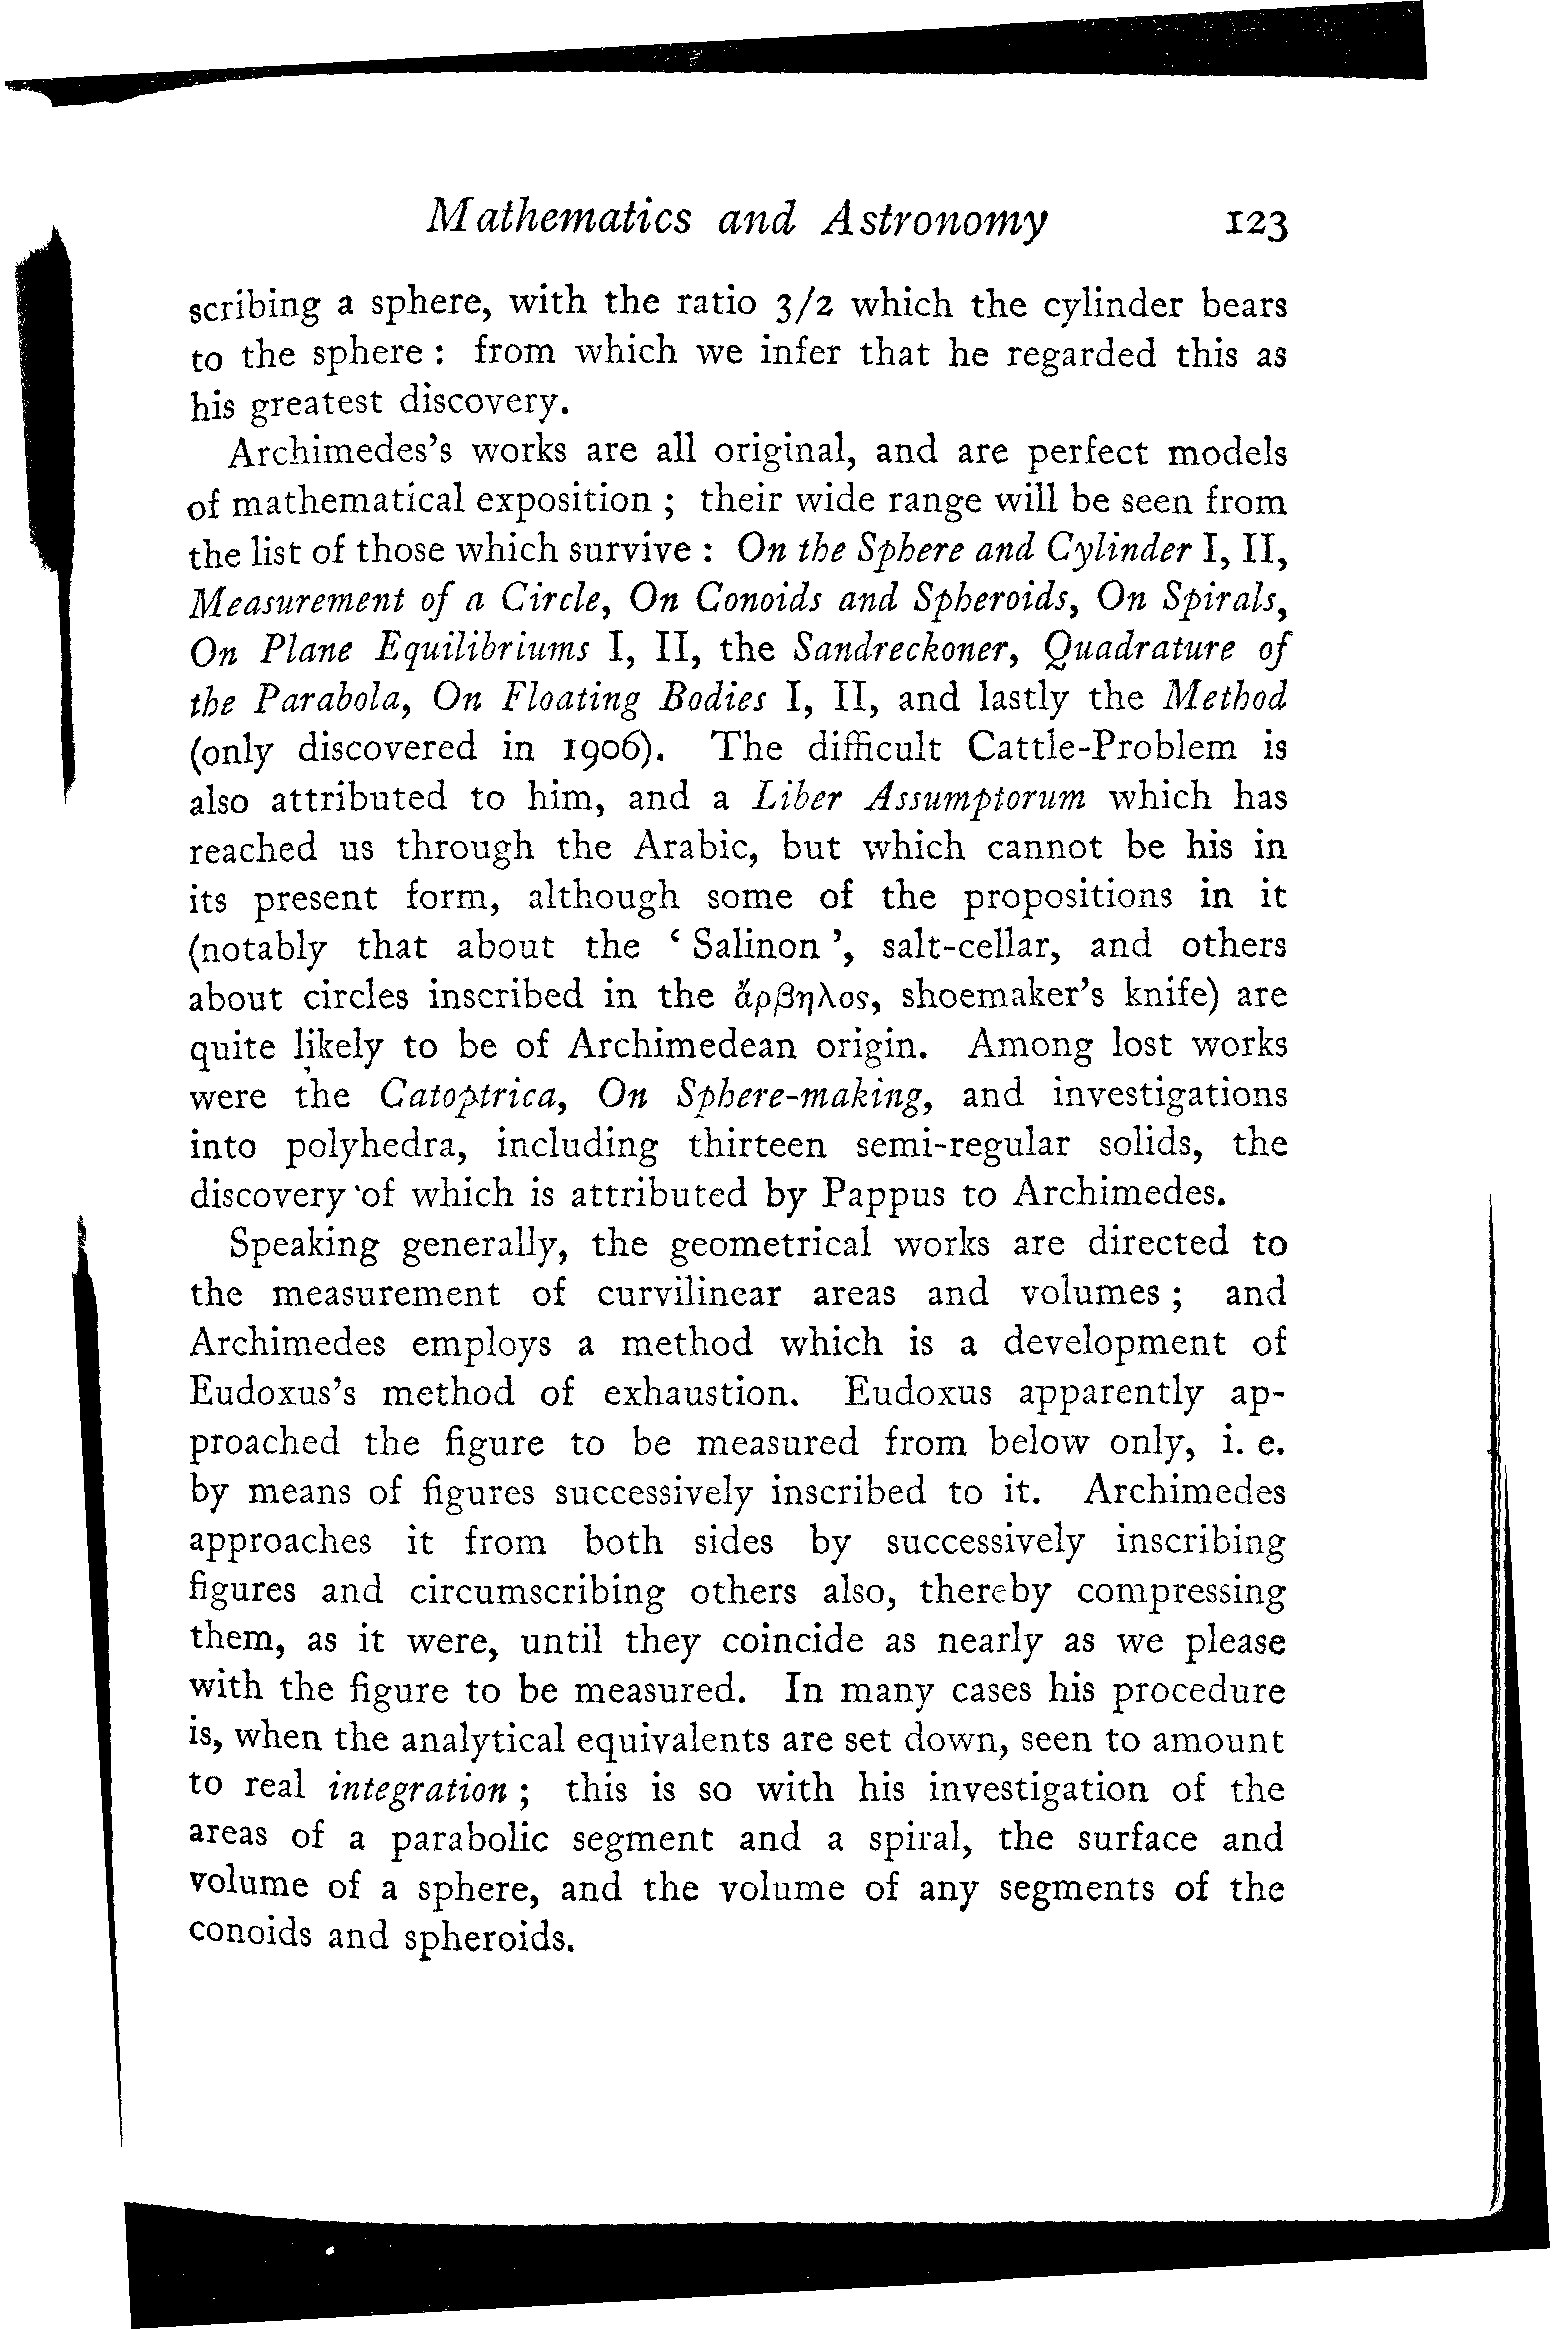 Mathematics and Astronomy 123
scribing a sphere, with the ratio 3/2 which the cylinder bears
to the sphere : from which we infer that he regarded this as
his greatest discovery.
Archimedes's works are all original, and are perfect models
of mathematical exposition ; their wide range will be seen from
the list of those which survive : On the Sphere and Cylinder I, II,
Measurement of a Circle, On Conoids and Spheroids, On Spirals,
On Plane Equilibriums I, II, the Sandreckoner, Quadrature of
the Parabola, On Floating Bodies I, II, and lastly the Method
(only discovered in 1906). The difficult Cattle-Problem is
also attributed to him, and a Liber Assumptorum which has
reached us through the Arabic, but which cannot be his in
its present form, although some of the propositions in it
(notably that about the ‘ Salinon ’, salt-cellar, and others
about circles inscribed in the ἄρβηλος, shoemaker's knife) are
quite likely to be of Archimedean origin. Among lost works
were the Catoptrica, On Sphere-making, and investigations
into polyhedra, including thirteen semi-regular solids, the
discovery of which is attributed by Pappus to Archimedes.
Speaking generally, the geometrical works are directed to
the measurement of curvilinear areas and volumes ; and
Archimedes employs a method which is a development of
Eudoxus's method of exhaustion. Eudoxus apparently ap-
proached the figure to be measured from below only, i. e.
by means of figures successively inscribed to it. Archimedes
approaches it from both sides by successively inscribing
figures and circumscribing others also, thereby compressing
them, as it were, until they coincide as nearly as we please
with the figure to be measured. In many cases his procedure
is, when the analytical equivalents are set down, seen to amount
to real integration ; this is so with his investigation of the
areas of a parabolic segment and a spiral, the surface and
volume of a sphere, and the volume of any segments of the
conoids and spheroids.